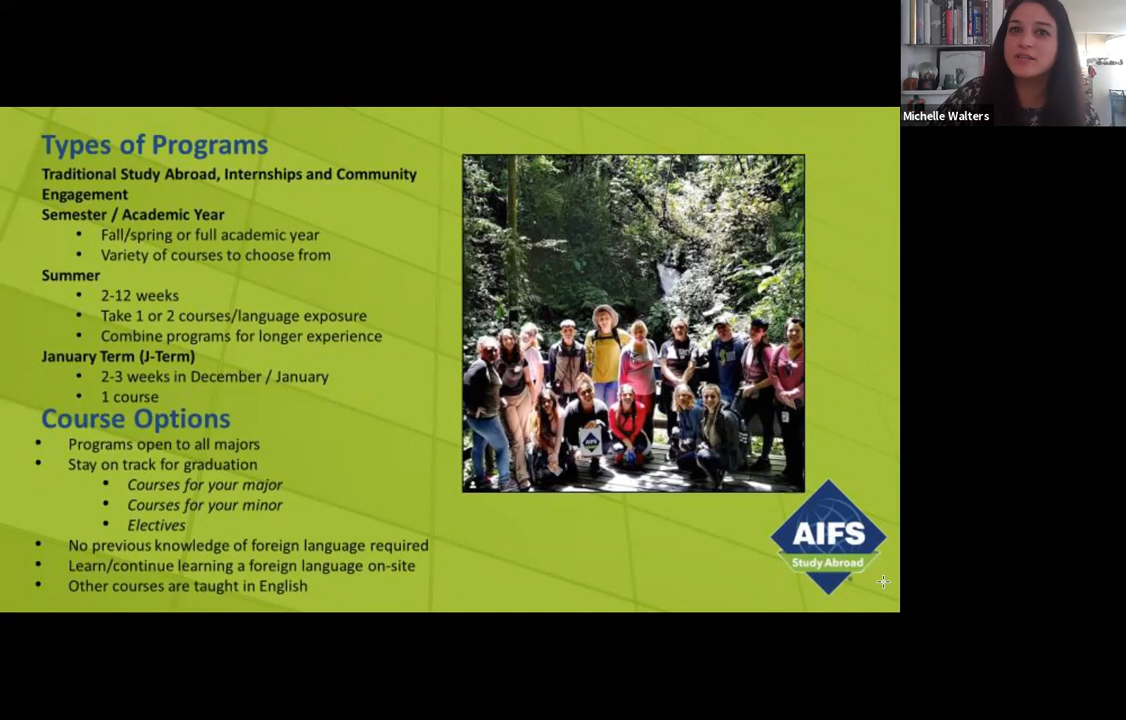 Michelle Walters
Types of Programs
Traditional Study Abroad, Internships and Community
Engagement
Semester / Academic Year
• Fall/spring or full academic year
• Variety of courses to choose from
Summer
• 2-12 weeks
• Take 1 or 2 courses/language exposure
• Combine programs for longer experience
January Term (J-Term)
• 2-3 weeks in December / January
• 1 course
Course Options
• Programs open to all majors
• Stay on track for graduation
• Courses for your major
• Courses for your minor
• Electives
• No previous knowledge of foreign language required
• Learn/continue learning a foreign language on-site
• Other courses are taught in English
AIFS
AIFS
Study Abroad